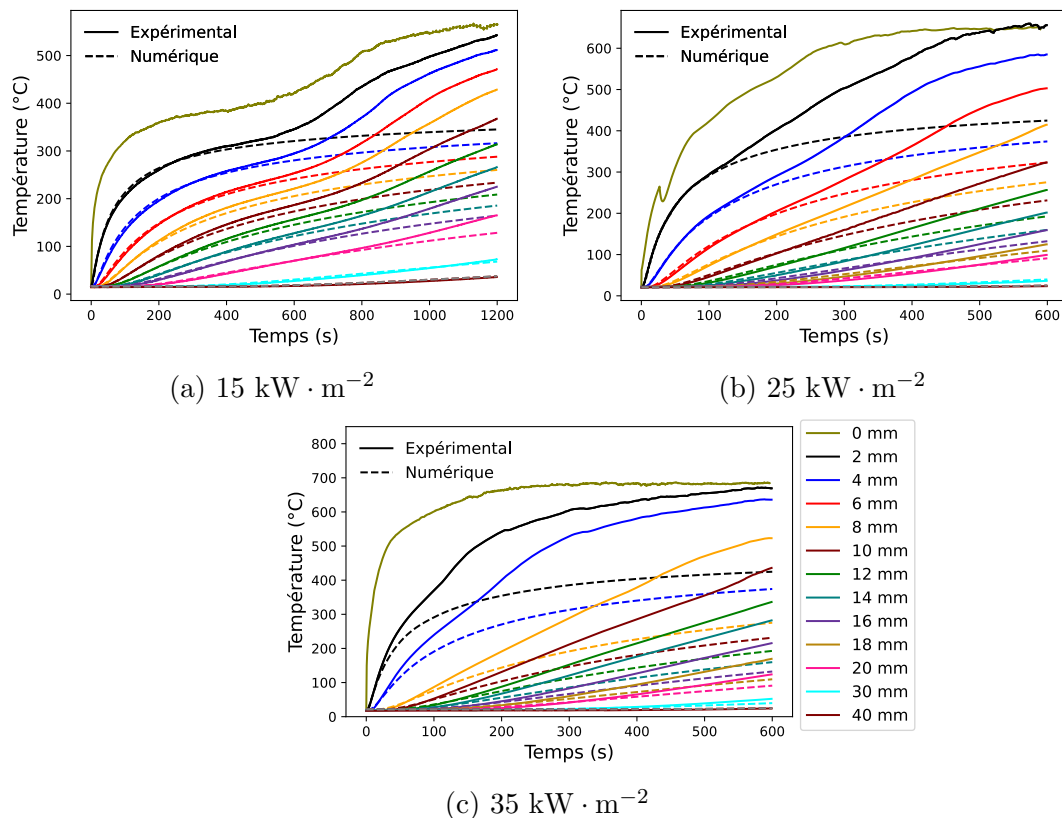 Expérimental
Numérique
Température (°C)
500
400
300
200
100
0
0 200 400 600 800 1000 1200
Temps (s)
(a) 15 kW · m⁻²
Expérimental
Numérique
Température (°C)
600
500
400
300
200
100
0
0 100 200 300 400 500 600
Temps (s)
(b) 25 kW · m⁻²
Expérimental
Numérique
Température (°C)
800
700
600
500
400
300
200
100
0
0 100 200 300 400 500 600
Temps (s)
0 mm
2 mm
4 mm
6 mm
8 mm
10 mm
12 mm
14 mm
16 mm
18 mm
20 mm
30 mm
40 mm
(c) 35 kW · m⁻²